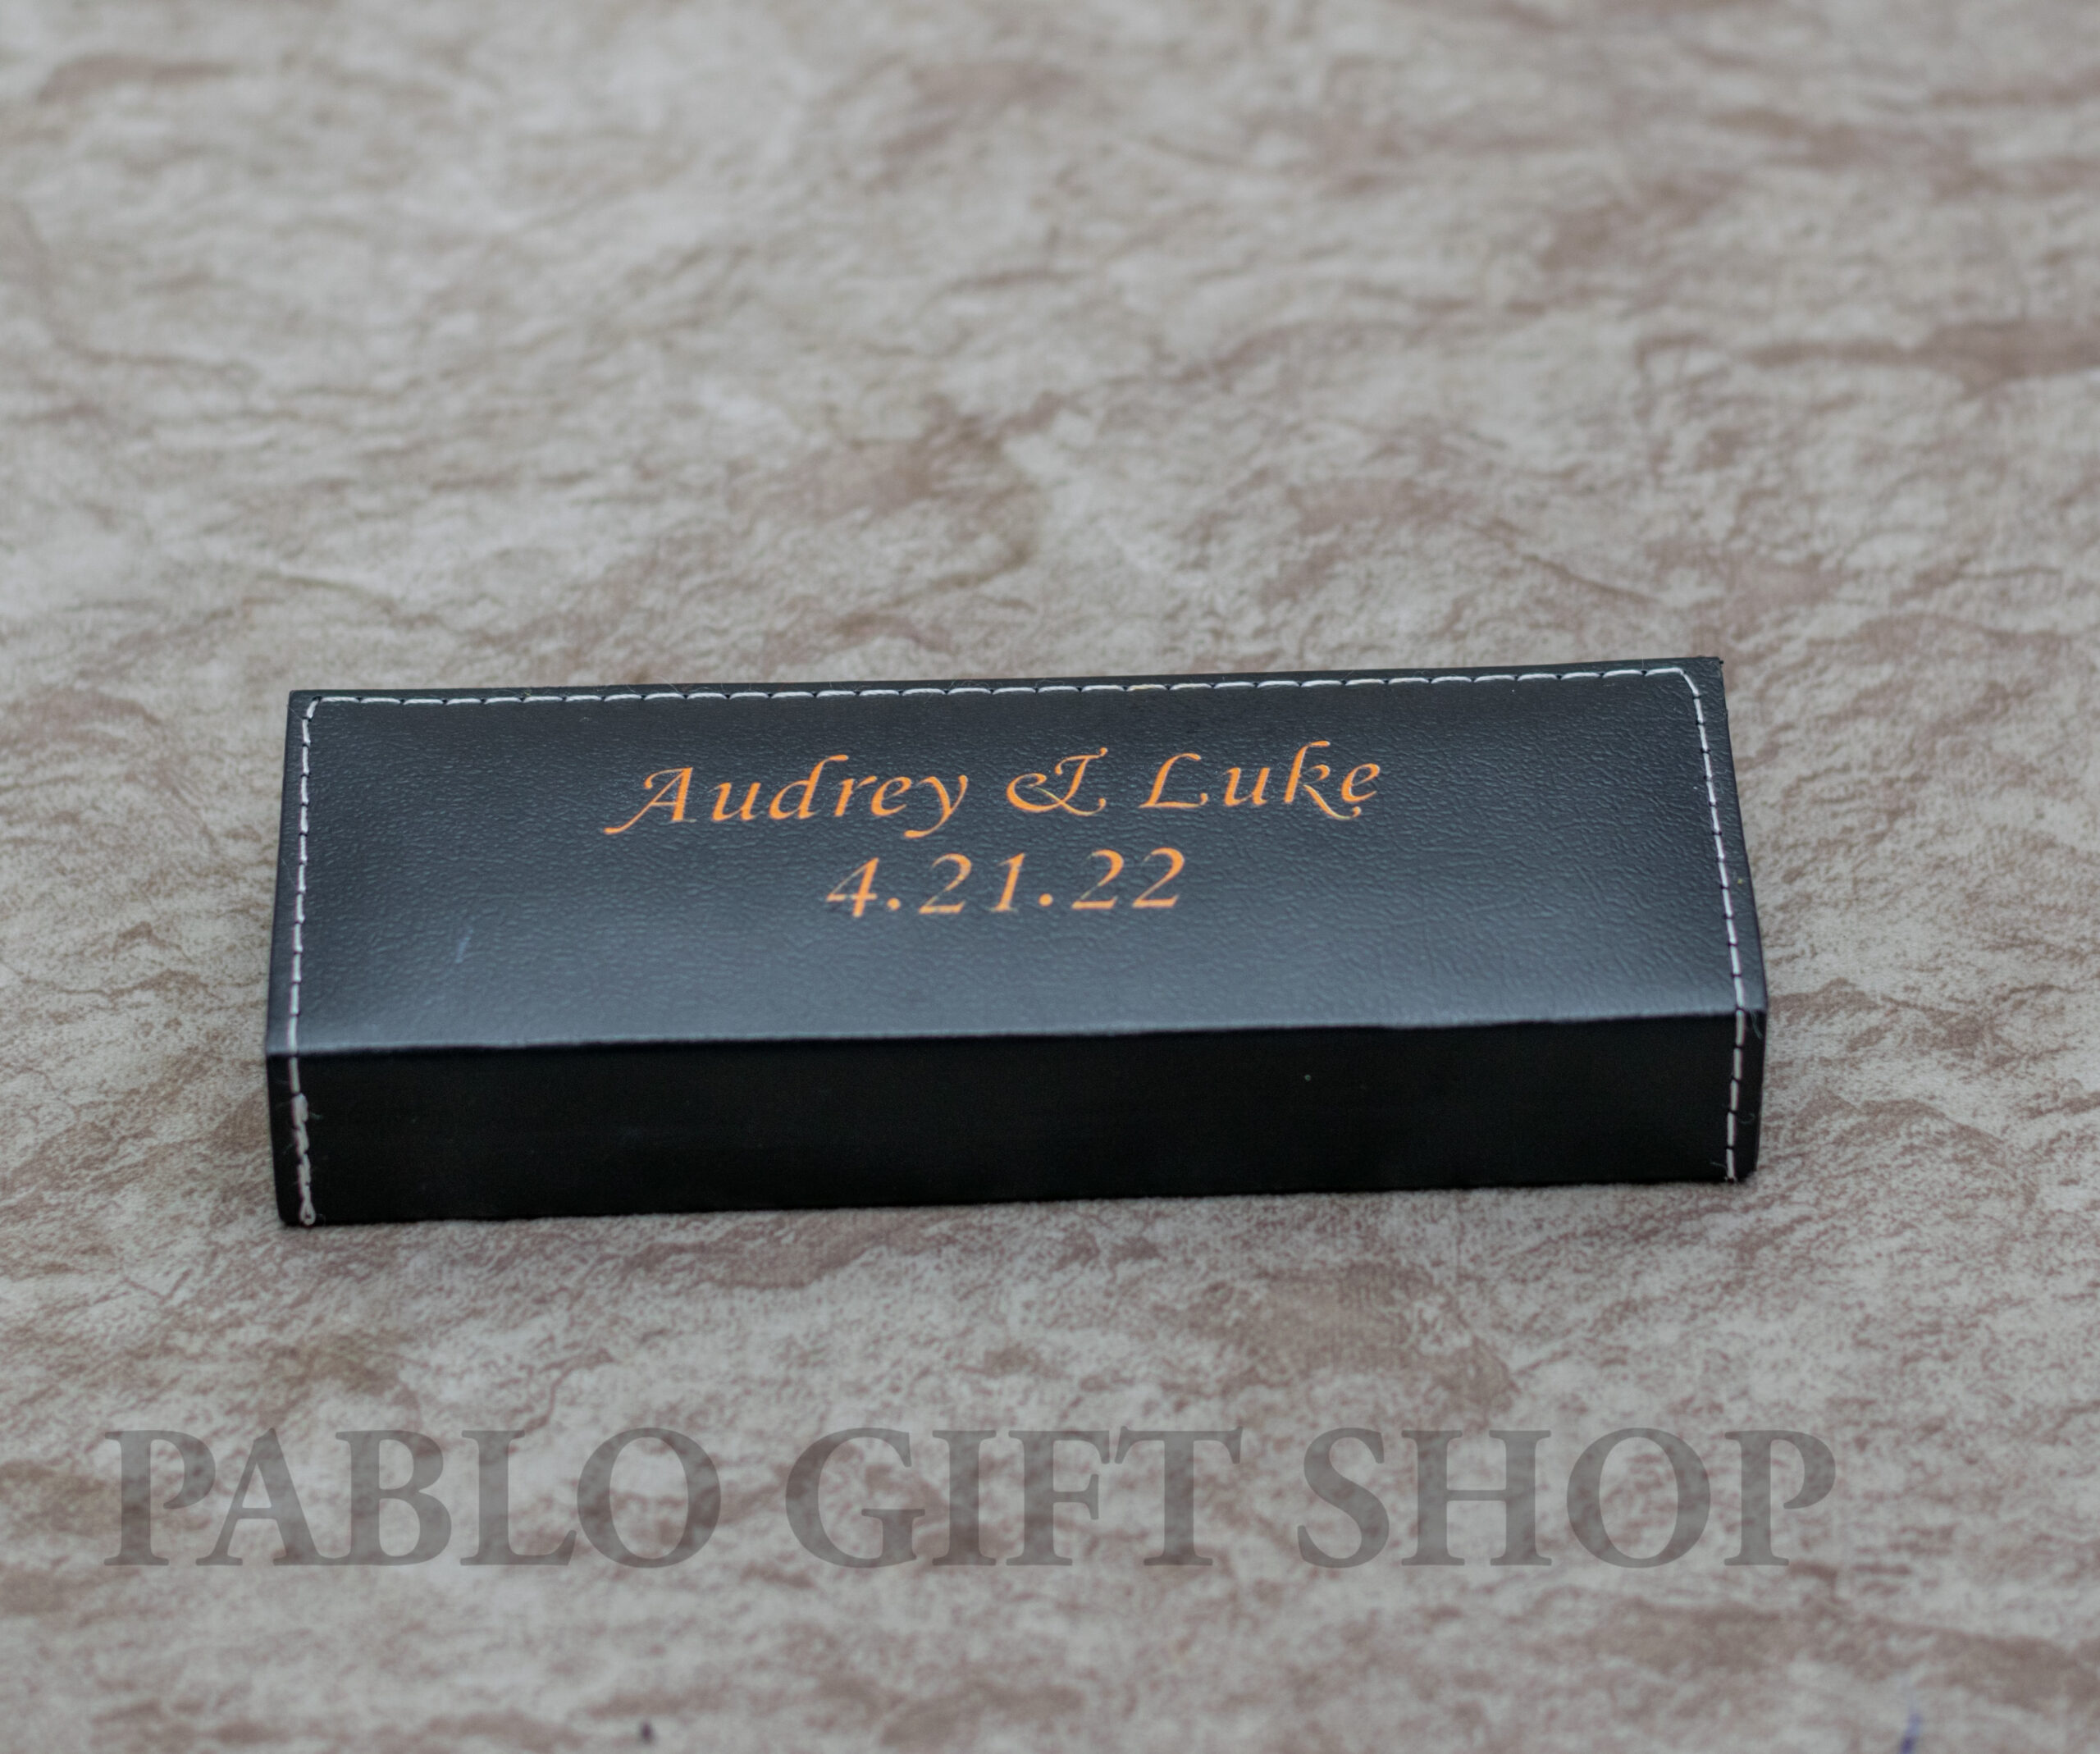 Audrey & Luke
4.21.22
PABLO GIFT SHOP